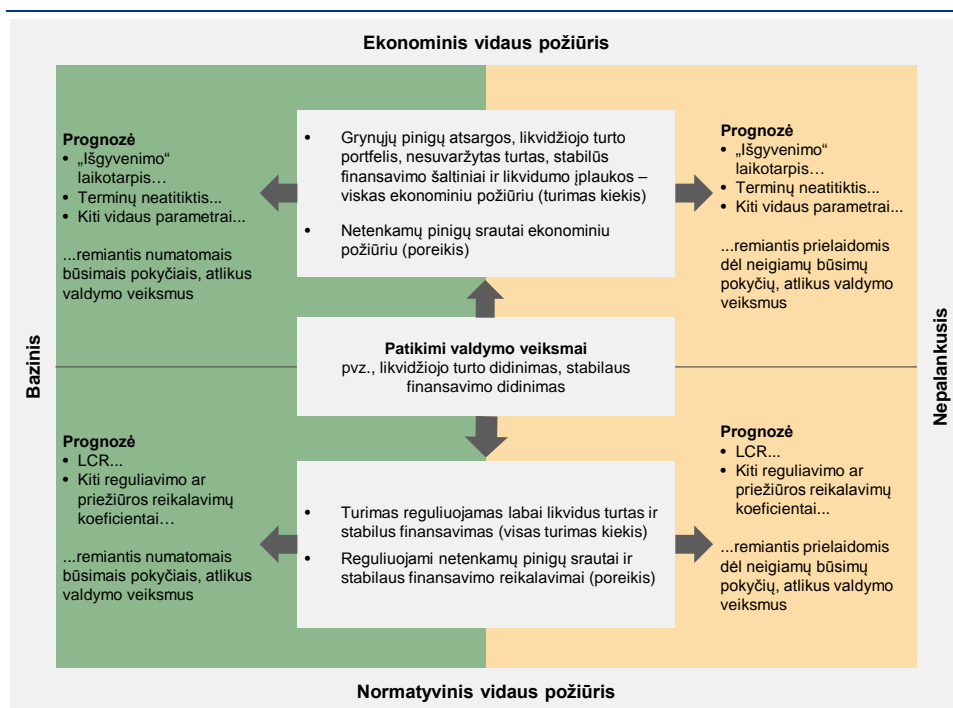 Ekonominis vidaus požiūris
Bazinis
Prognozė
• „Išgyvenimo“
laikotarpis…
• Terminų neatitiktis...
• Kiti vidaus parametrai...
...remiantis numatomais
būsimais pokyčiais, atlikus
valdymo veiksmus
• Grynųjų pinigų atsargos, likvidžiojo turto
portfelis, nesuvaržytas turtas, stabilūs
finansavimo šaltiniai ir likvidumo įplaukos –
viskas ekonominiu požiūriu (turimas kiekis)
• Netenkamų pinigų srautai ekonominiu
požiūriu (poreikis)
Prognozė
• „Išgyvenimo“
laikotarpis…
• Terminų neatitiktis...
• Kiti vidaus parametrai...
...remiantis prielaidomis
dėl neigiamų būsimų
pokyčių, atlikus valdymo
veiksmus
Patikimi valdymo veiksmai
pvz., likvidžiojo turto didinimas, stabilaus
finansavimo didinimas
Nepalankusis
Prognozė
• LCR...
• Kiti reguliavimo ar
priežiūros reikalavimų
koeficientai…
...remiantis numatomais
būsimais pokyčiais, atlikus
valdymo veiksmus
• Turimas reguliuojamas labai likvidus turtas ir
stabilus finansavimas (visas turimas kiekis)
• Reguliuojami netenkamų pinigų srautai ir
stabilaus finansavimo reikalavimai (poreikis)
Prognozė
• LCR...
• Kiti reguliavimo ar
priežiūros reikalavimų
koeficientai...
...remiantis prielaidomis
dėl neigiamų būsimų
pokyčių, atlikus valdymo
veiksmus
Normatyvinis vidaus požiūris